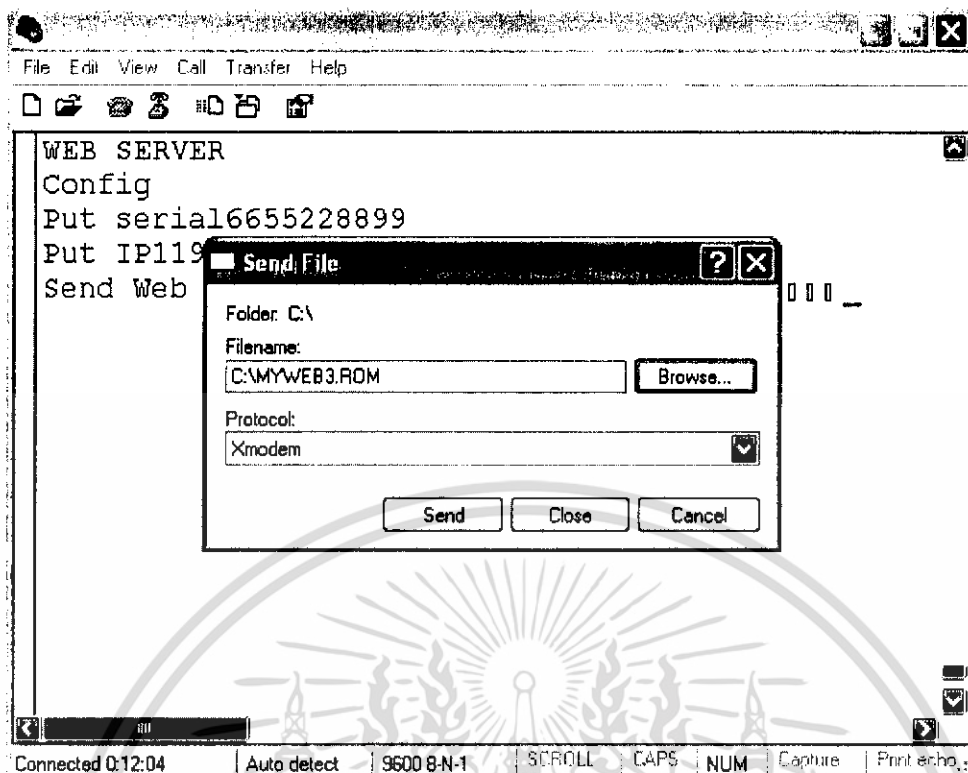 File Edit View Call Transfer Help
WEB SERVER
Config
Put serial6655228899
Put IP119
Send Web
Send File
Folder: C:\
Filename:
C:\MYWEB3.ROM
Browse...
Protocol:
Xmodem
Send Close Cancel
Connected 0:12:04 Auto detect 9600 8-N-1 SCROLL CAPS NUM Capture Print echo